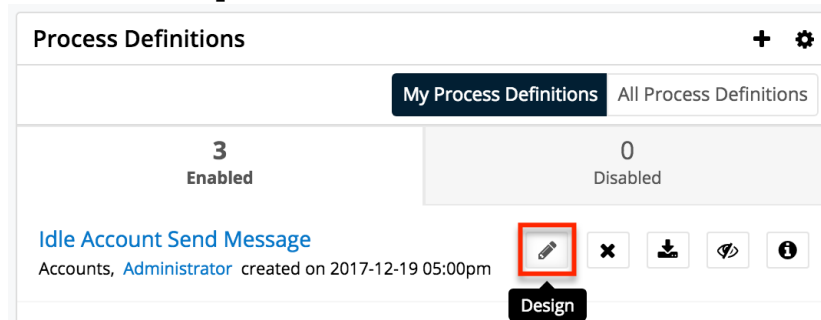 Process Definitions
My Process Definitions All Process Definitions
3 0
Enabled Disabled
Idle Account Send Message
Accounts, Administrator created on 2017-12-19 05:00pm
Design